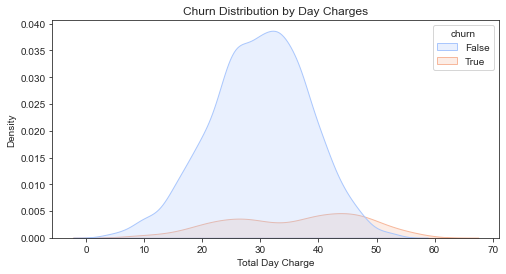 Churn Distribution by Day Charges
churn
False
True
0.040
0.035
0.030
0.025
0.020
0.015
0.010
0.005
0.000
Density
0 10 20 30 40 50 60 70
Total Day Charge